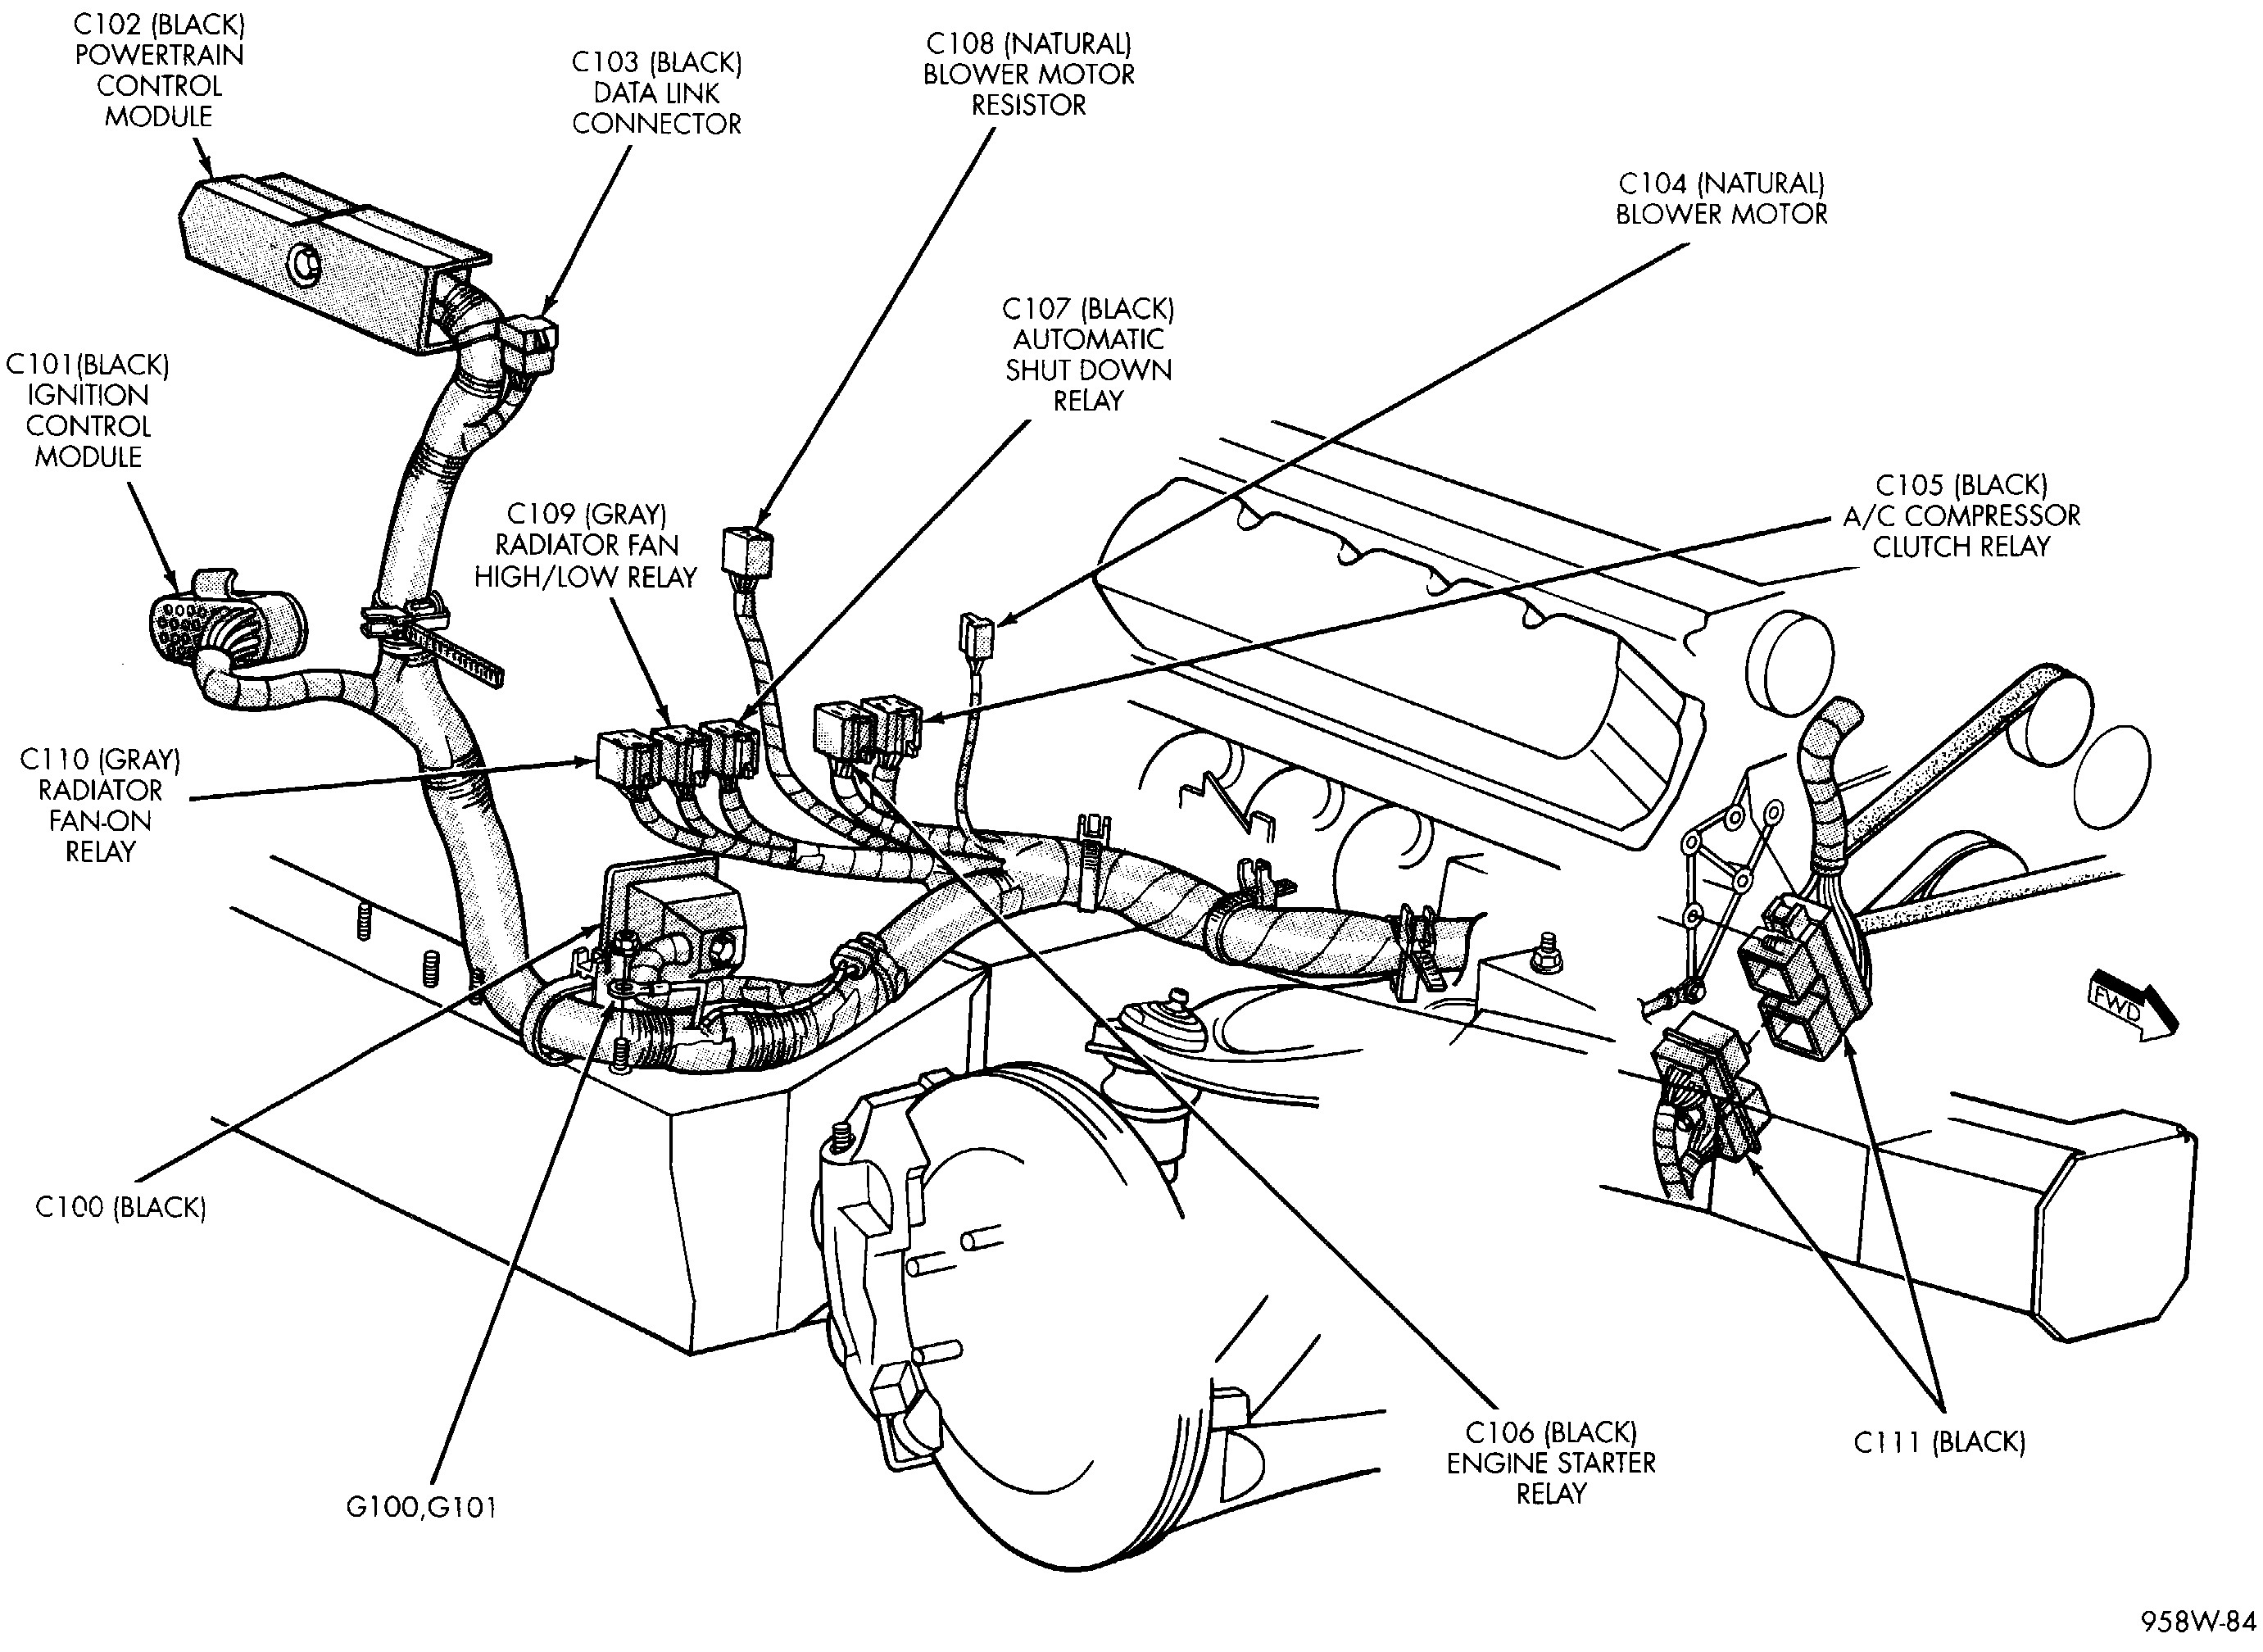 C102 (BLACK)
POWERTRAIN
CONTROL
MODULE
C103 (BLACK)
DATA LINK
CONNECTOR
C108 (NATURAL)
BLOWER MOTOR
RESISTOR
C104 (NATURAL)
BLOWER MOTOR
C107 (BLACK)
AUTOMATIC
SHUT DOWN
RELAY
C101(BLACK)
IGNITION
CONTROL
MODULE
C109 (GRAY)
RADIATOR FAN
HIGH/LOW RELAY
C105 (BLACK)
A/C COMPRESSOR
CLUTCH RELAY
C110 (GRAY)
RADIATOR
FAN-ON
RELAY
FWD
C100 (BLACK)
G100,G101
C106 (BLACK)
ENGINE STARTER
RELAY
C111 (BLACK)
958W-84